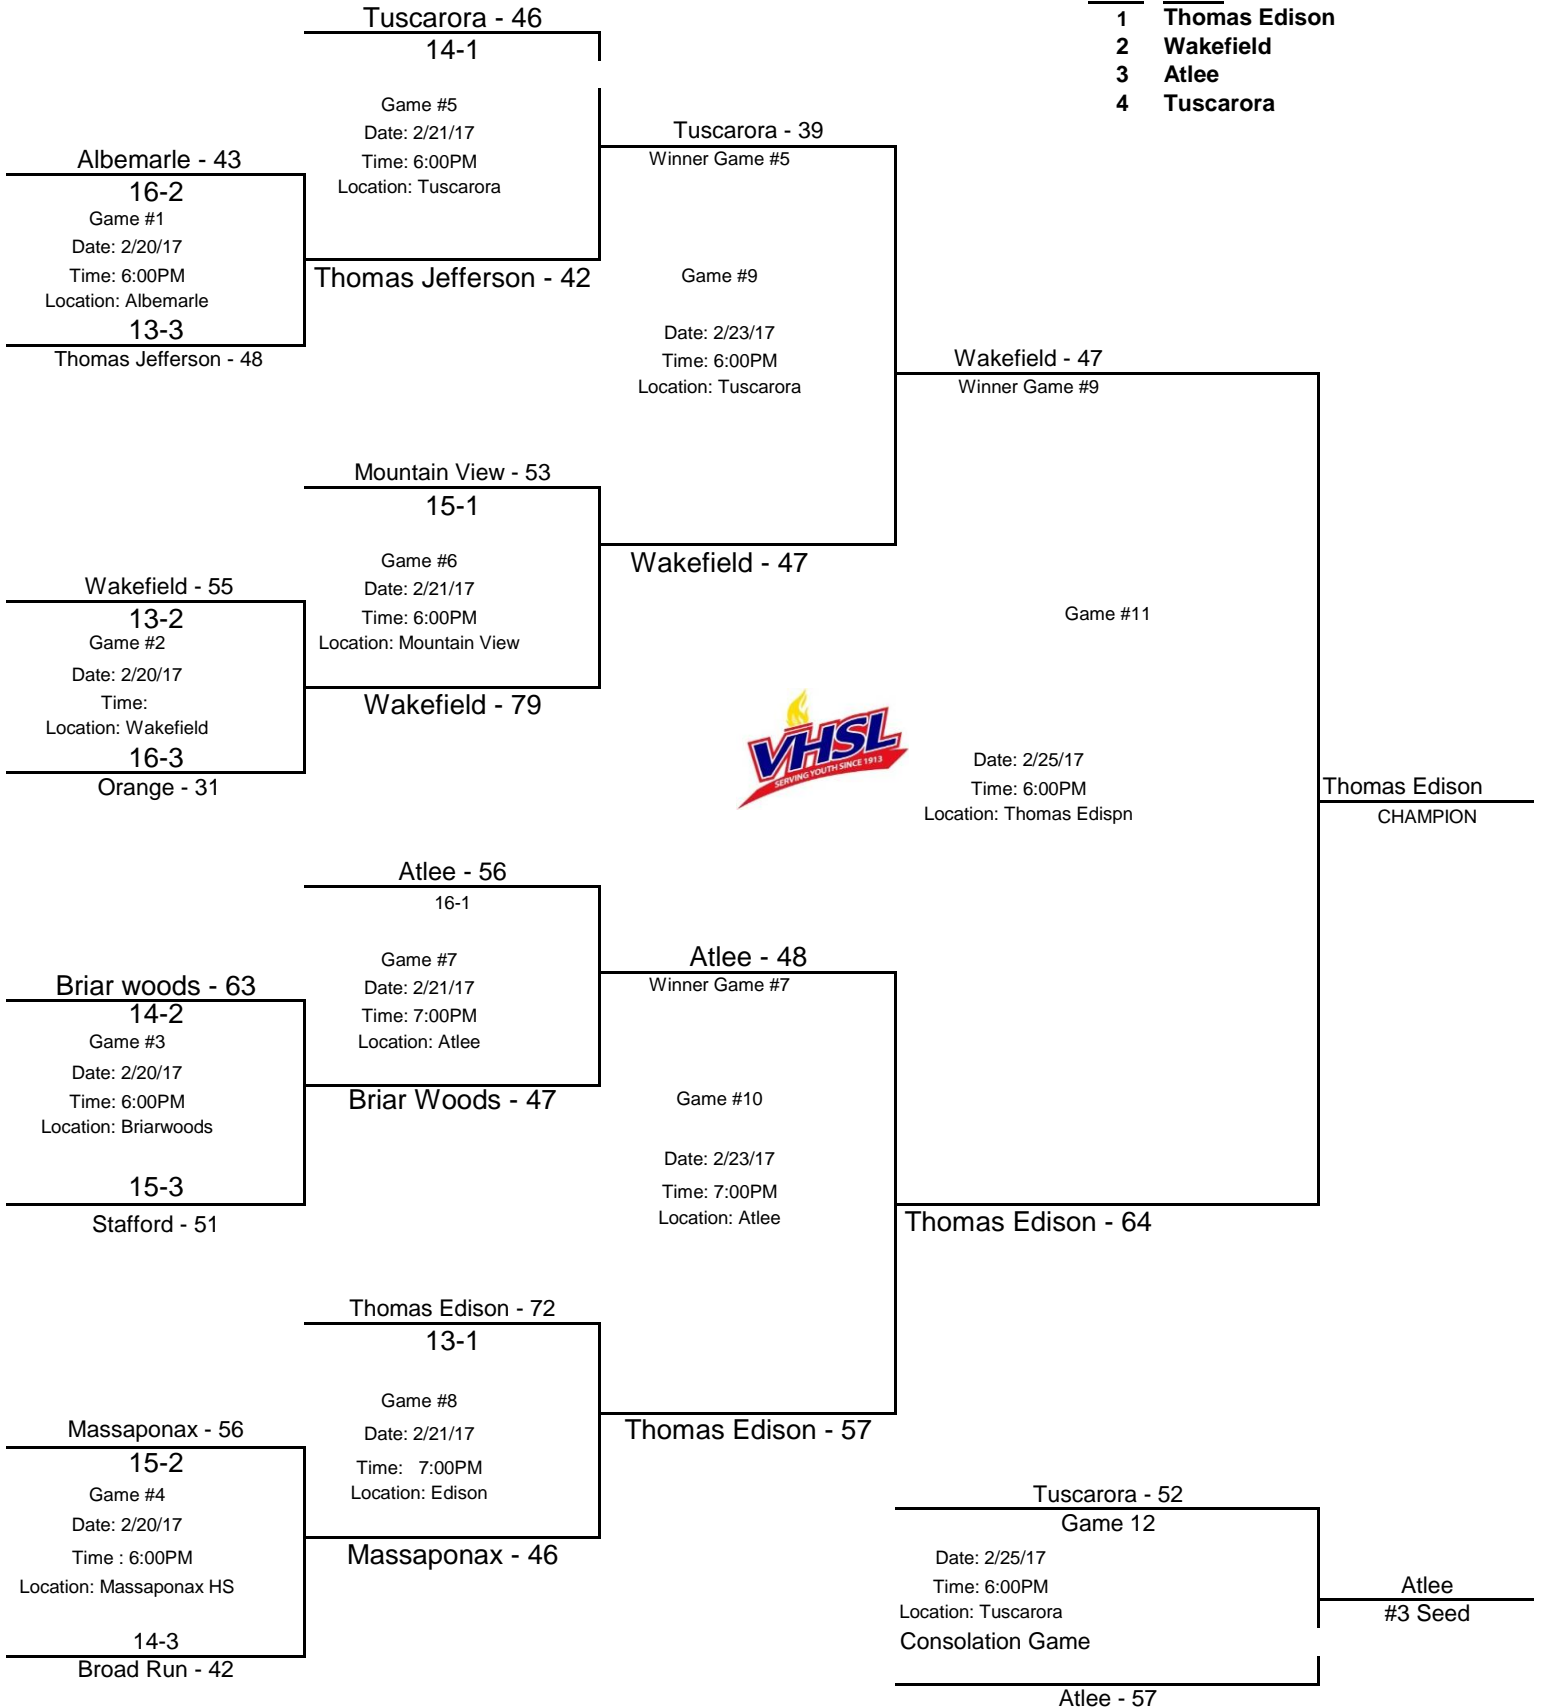 Tuscarora - 46
14-1
Game #5
Date: 2/21/17
Time: 6:00PM
Location: Tuscarora
Thomas Jefferson - 42
1 Thomas Edison
2 Wakefield
3 Atlee
4 Tuscarora
Albemarle - 43
16-2
Game #1
Date: 2/20/17
Time: 6:00PM
Location: Albemarle
13-3
Thomas Jefferson - 48
Tuscarora - 39
Winner Game #5
Game #9
Date: 2/23/17
Time: 6:00PM
Location: Tuscarora
Wakefield - 47
Wakefield - 47
Winner Game #9
Mountain View - 53
15-1
Game #6
Date: 2/21/17
Time: 6:00PM
Location: Mountain View
Wakefield - 79
Wakefield - 55
13-2
Game #2
Date: 2/20/17
Time:
Location: Wakefield
16-3
Orange - 31
Game #11
VHSL
SERVING YOUTH SINCE 1913
Date: 2/25/17
Time: 6:00PM
Location: Thomas Edispn
Thomas Edison
CHAMPION
Atlee - 56
16-1
Game #7
Date: 2/21/17
Time: 7:00PM
Location: Atlee
Briar Woods - 47
Briar woods - 63
14-2
Game #3
Date: 2/20/17
Time: 6:00PM
Location: Briarwoods
15-3
Stafford - 51
Atlee - 48
Winner Game #7
Game #10
Date: 2/23/17
Time: 7:00PM
Location: Atlee
Thomas Edison - 57
Thomas Edison - 64
Thomas Edison - 72
13-1
Game #8
Date: 2/21/17
Time: 7:00PM
Location: Edison
Massaponax - 46
Massaponax - 56
15-2
Game #4
Date: 2/20/17
Time : 6:00PM
Location: Massaponax HS
14-3
Broad Run - 42
Tuscarora - 52
Game 12
Date: 2/25/17
Time: 6:00PM
Location: Tuscarora
Consolation Game
Atlee - 57
Atlee
#3 Seed